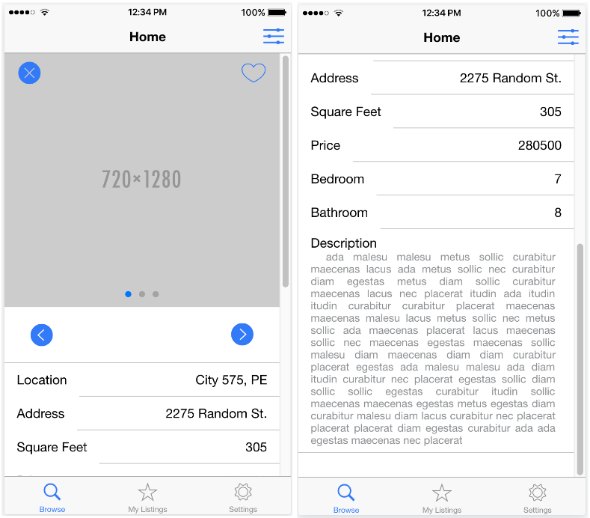 12:34 PM
100%
Home
720×1280
Location City 575, PE
Address 2275 Random St.
Square Feet 305
Browse My Listings Settings
12:34 PM
100%
Home
Address 2275 Random St.
Square Feet 305
Price 280500
Bedroom 7
Bathroom 8
Description
ada malesu malesu metus sollic curabitur
maecenas lacus ada metus sollic nec curabitur
diam egestas metus diam sollic curabitur
maecenas lacus nec placerat itudin ada itudin
itudin curabitur curabitur placerat maecenas
maecenas malesu lacus metus sollic nec metus
sollic ada maecenas placerat lacus maecenas
sollic nec maecenas egestas maecenas sollic
malesu diam maecenas diam diam curabitur
placerat egestas ada malesu malesu ada diam
itudin curabitur nec placerat egestas sollic diam
sollic sollic egestas curabitur itudin sollic
maecenas maecenas egestas metus egestas diam
curabitur malesu diam lacus curabitur nec placerat
placerat placerat diam egestas curabitur ada ada
egestas maecenas nec placerat
Browse My Listings Settings